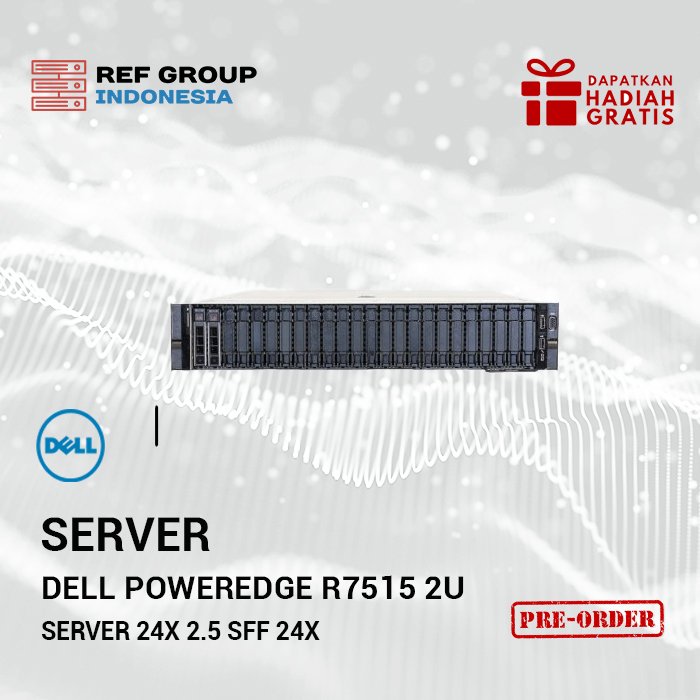 REF GROUP
INDONESIA
DAPATKAN
HADIAH
GRATIS
DELL
SERVER
DELL POWEREDGE R7515 2U
SERVER 24X 2.5 SFF 24X
PRE-ORDER